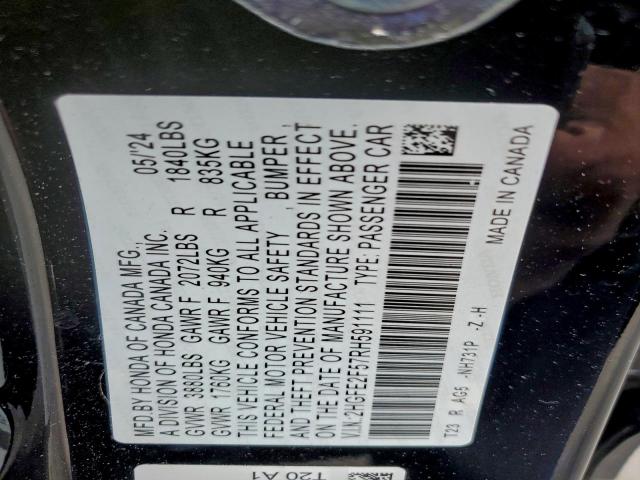 MFD BY HONDA OF CANADA MFG., 05/24
A DIVISION OF HONDA CANADA INC.
GVWR 3880LBS GAWR F 2072LBS R 1840LBS
GVWR 1760KG GAWR F 940KG R 835KG
THIS VEHICLE CONFORMS TO ALL APPLICABLE
FEDERAL MOTOR VEHICLE SAFETY, BUMPER,
AND THEFT PREVENTION STANDARDS IN EFFECT
ON THE DATE OF MANUFACTURE SHOWN ABOVE.
V.I.N.:2HGFE2F57RH591111 TYPE:PASSENGER CAR
T23 R AG5 -NH731P -Z -H MADE IN CANADA
T20 A1